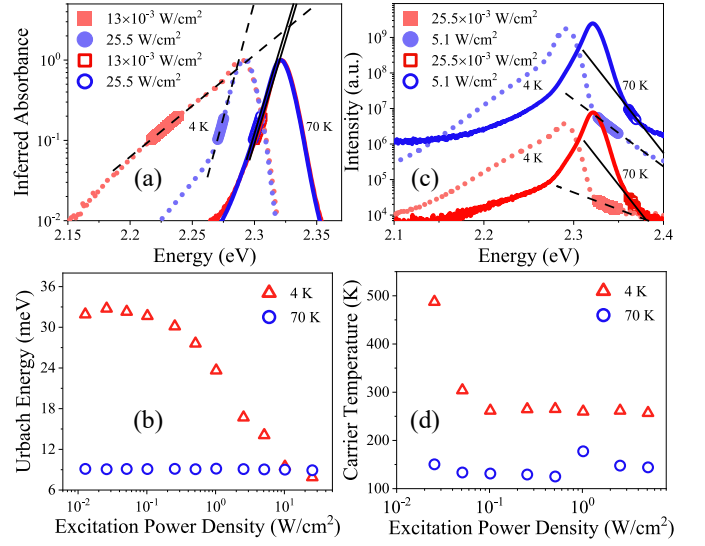 13×10⁻³ W/cm²
25.5 W/cm²
13×10⁻³ W/cm²
25.5 W/cm²
10⁰
10⁻¹
10⁻²
Inferred Absorbance
4 K
70 K
(a)
2.15 2.20 2.25 2.30 2.35
Energy (eV)
25.5×10⁻³ W/cm²
5.1 W/cm²
25.5×10⁻³ W/cm²
5.1 W/cm²
10⁹
10⁸
10⁷
10⁶
10⁵
10⁴
Intensity (a.u.)
4 K
70 K
4 K
70 K
(c)
2.1 2.2 2.3 2.4
Energy (eV)
36
30
24
18
12
6
Urbach Energy (meV)
4 K
70 K
(b)
10⁻² 10⁻¹ 10⁰ 10¹
Excitation Power Density (W/cm²)
500
400
300
250
200
150
100
Carrier Temperature (K)
4 K
70 K
(d)
10⁻² 10⁻¹ 10⁰
Excitation Power Density (W/cm²)